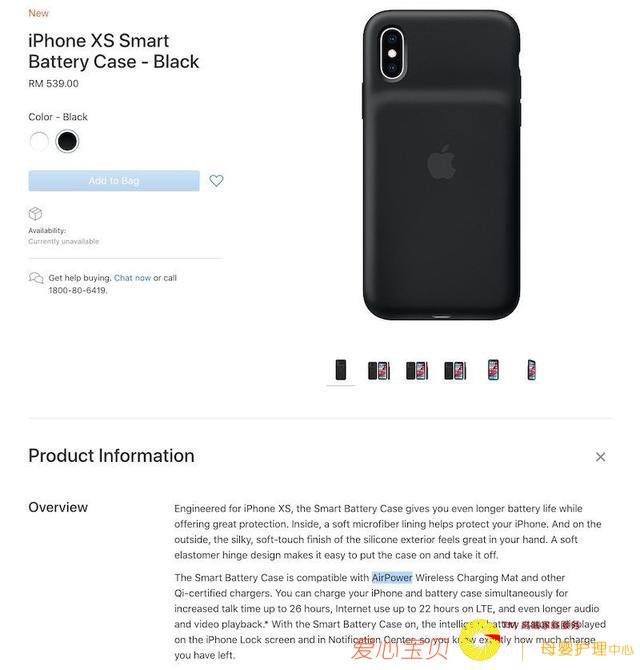 New
iPhone XS Smart
Battery Case - Black
RM 539.00
Color - Black
Add to Bag
Availability:
Currently unavailable
Get help buying. Chat now or call
1800-80-6419.
Product Information
Overview
Engineered for iPhone XS, the Smart Battery Case gives you even longer battery life while
offering great protection. Inside, a soft microfiber lining helps protect your iPhone. And on the
outside, the silky, soft-touch finish of the silicone exterior feels great in your hand. A soft
elastomer hinge design makes it easy to put the case on and take it off.
The Smart Battery Case is compatible with AirPower Wireless Charging Mat and other
Qi-certified chargers. You can charge your iPhone and battery case simultaneously for
increased talk time up to 26 hours, Internet use up to 22 hours on LTE, and even longer audio
and video playback.* With the Smart Battery Case on, the intelligent battery displayed
on the iPhone Lock screen and in Notification Center, so you know exactly how much charge
you have left.
TM
爱心宝贝
母婴护理中心